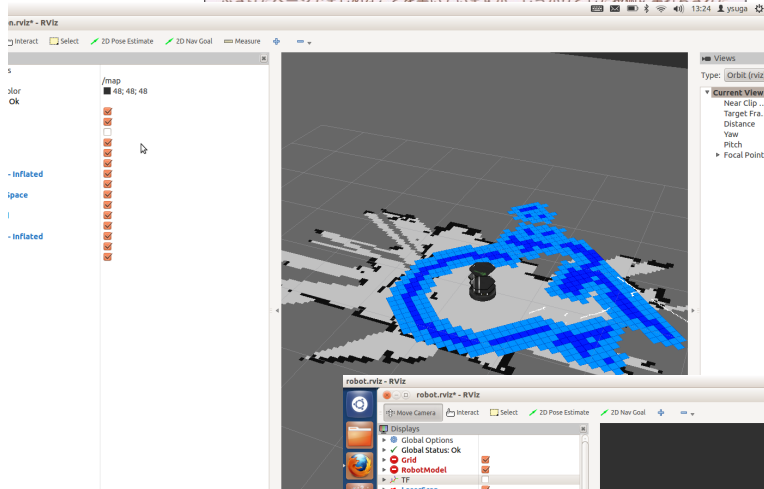 13:24 ysuga
on.rviz* - RViz
Interact Select 2D Pose Estimate 2D Nav Goal Measure
s
/map
olor 48; 48; 48
Ok
- Inflated
Space
l
- Inflated
Views
Type: Orbit (rviz
Current View
Near Clip ...
Target Fra..
Distance
Yaw
Pitch
Focal Point
robot.rviz - RViz
robot.rviz* - RViz
Move Camera Interact Select 2D Pose Estimate 2D Nav Goal
Displays
Global Options
Global Status: Ok
Grid
RobotModel
TF
LaserScan